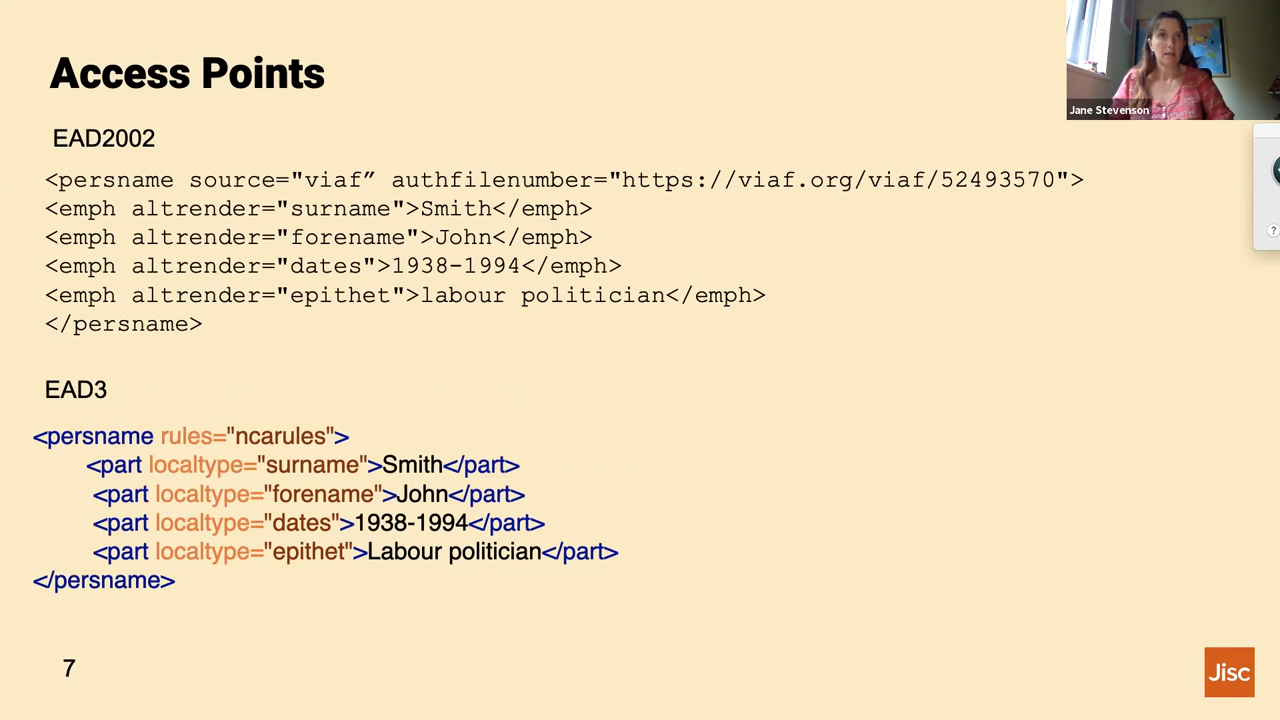 Access Points
Jane Stevenson
EAD2002
<persname source="viaf” authfilenumber="https://viaf.org/viaf/52493570">
<emph altrender="surname">Smith</emph>
<emph altrender="forename">John</emph>
<emph altrender="dates">1938-1994</emph>
<emph altrender="epithet">labour politician</emph>
</persname>
?
EAD3
<persname rules="ncarules">
<part localtype="surname">Smith</part>
<part localtype="forename">John</part>
<part localtype="dates">1938-1994</part>
<part localtype="epithet">Labour politician</part>
</persname>
7
Jisc